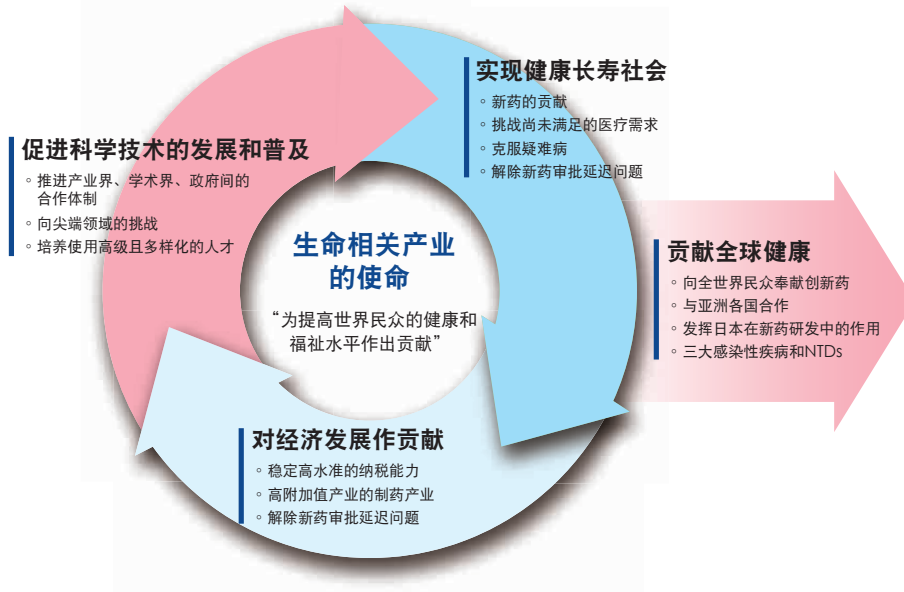 实现健康长寿社会
◦ 新药的贡献
◦ 挑战尚未满足的医疗需求
◦ 克服疑难病
◦ 解除新药审批延迟问题
促进科学技术的发展和普及
◦ 推进产业界、学术界、政府间的
合作体制
◦ 向尖端领域的挑战
◦ 培养使用高级且多样化的人才
生命相关产业
的使命
“为提高世界民众的健康和
福祉水平作出贡献”
贡献全球健康
◦ 向全世界民众奉献创新药
◦ 与亚洲各国合作
◦ 发挥日本在新药研发中的作用
◦ 三大感染性疾病和NTDs
对经济发展作贡献
◦ 稳定高水准的纳税能力
◦ 高附加值产业的制药产业
◦ 解除新药审批延迟问题